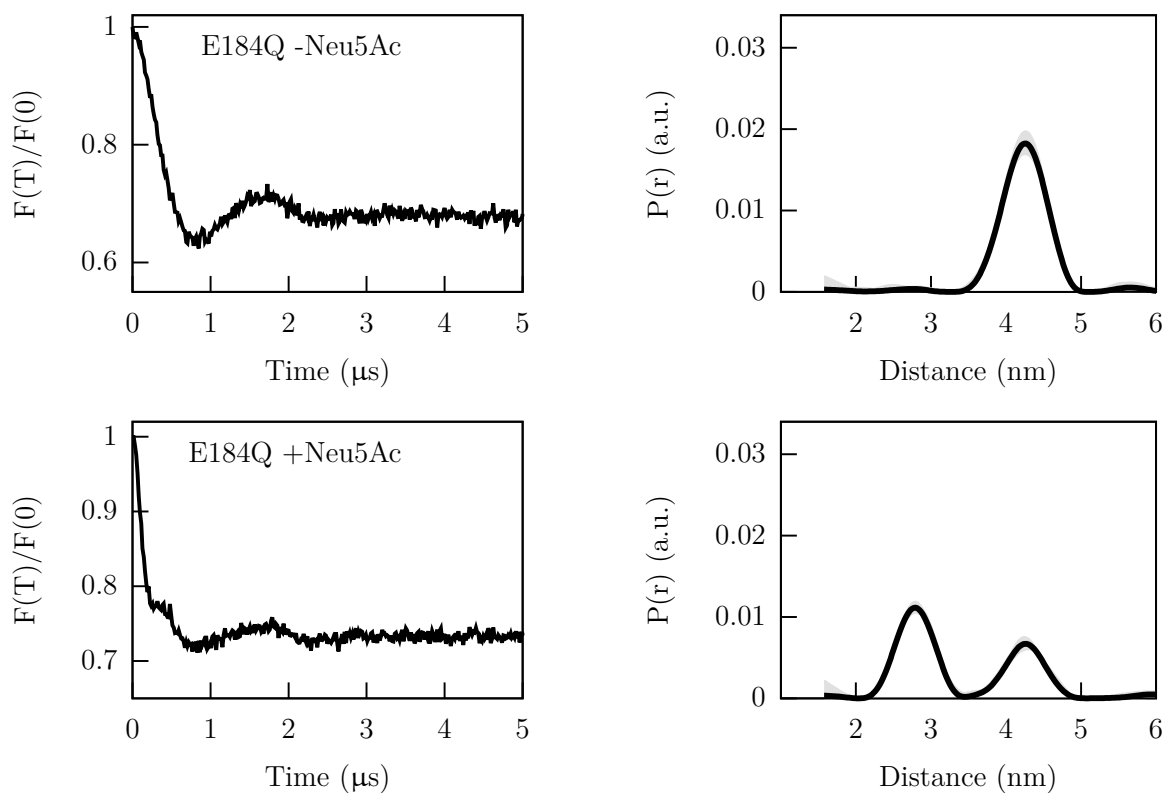 E184Q -Neu5Ac
F(T)/F(0)
1
0.8
0.6
0 1 2 3 4 5
Time (μs)
P(r) (a.u.)
0.03
0.02
0.01
0
2 3 4 5 6
Distance (nm)
E184Q +Neu5Ac
F(T)/F(0)
1
0.9
0.8
0.7
0 1 2 3 4 5
Time (μs)
P(r) (a.u.)
0.03
0.02
0.01
0
2 3 4 5 6
Distance (nm)